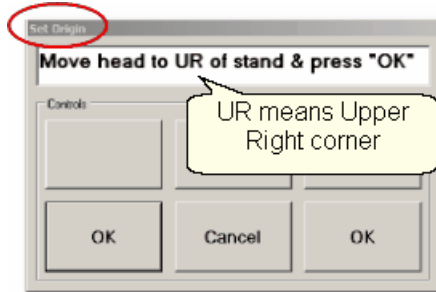 Set Origin
Move head to UR of stand & press "OK"
Controls
UR means Upper
Right corner
OK Cancel OK